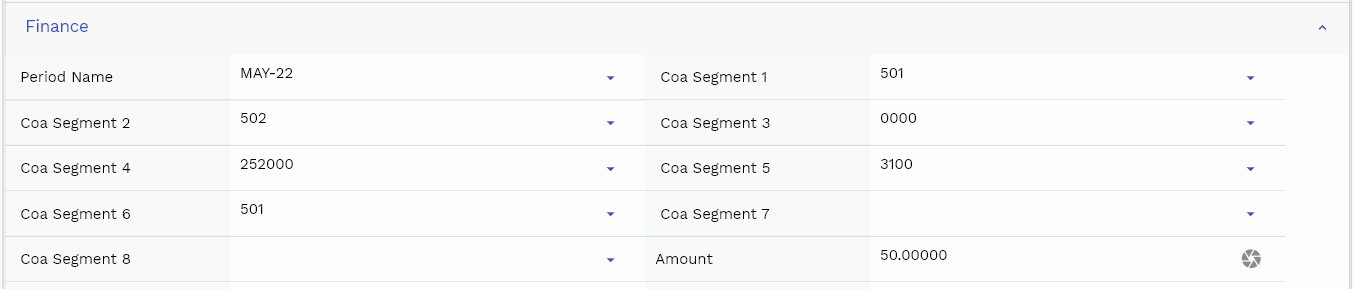 Finance
Period Name MAY-22 Coa Segment 1 501
Coa Segment 2 502 Coa Segment 3 0000
Coa Segment 4 252000 Coa Segment 5 3100
Coa Segment 6 501 Coa Segment 7
Coa Segment 8 Amount 50.00000